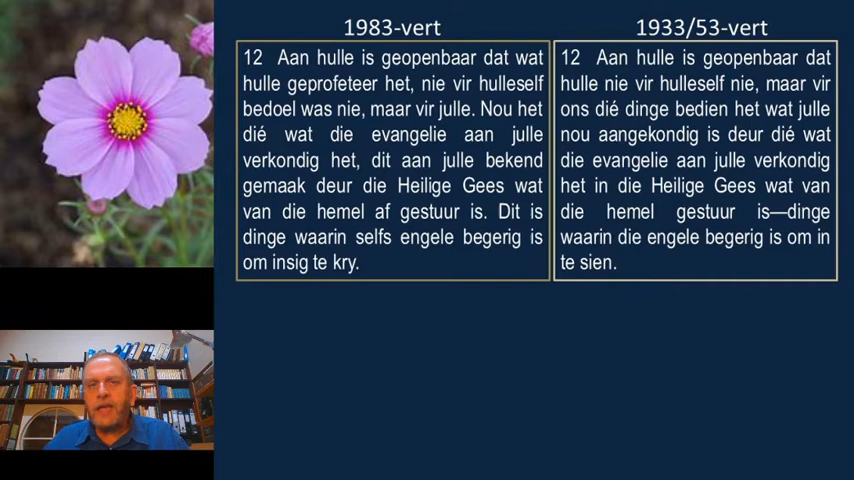 1983-vert
12 Aan hulle is geopenbaar dat wat
hulle geprofeteer het, nie vir hulleself
bedoel was nie, maar vir julle. Nou het
dié wat die evangelie aan julle
verkondig het, dit aan julle bekend
gemaak deur die Heilige Gees wat
van die hemel af gestuur is. Dit is
dinge waarin selfs engele begerig is
om insig te kry.
1933/53-vert
12 Aan hulle is geopenbaar dat
hulle nie vir hulleself nie, maar vir
ons dié dinge bedien het wat julle
nou aangekondig is deur dié wat
die evangelie aan julle verkondig
het in die Heilige Gees wat van
die hemel gestuur is—dinge
waarin die engele begerig is om in
te sien.